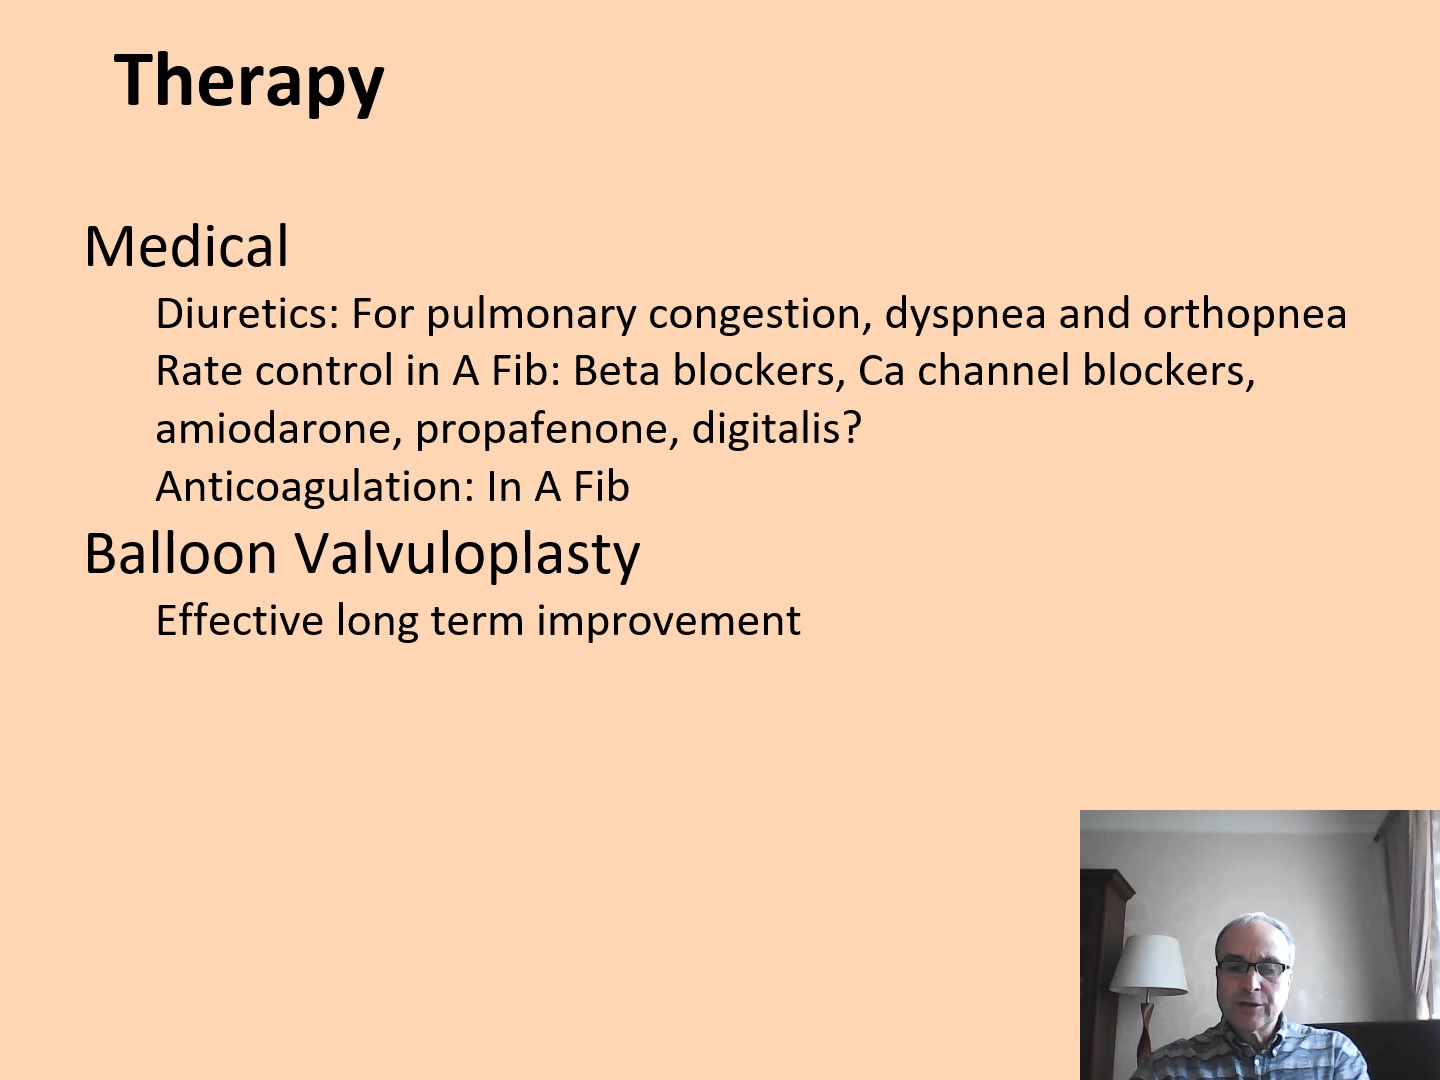 Therapy
Medical
Diuretics: For pulmonary congestion, dyspnea and orthopnea
Rate control in A Fib: Beta blockers, Ca channel blockers,
amiodarone, propafenone, digitalis?
Anticoagulation: In A Fib
Balloon Valvuloplasty
Effective long term improvement